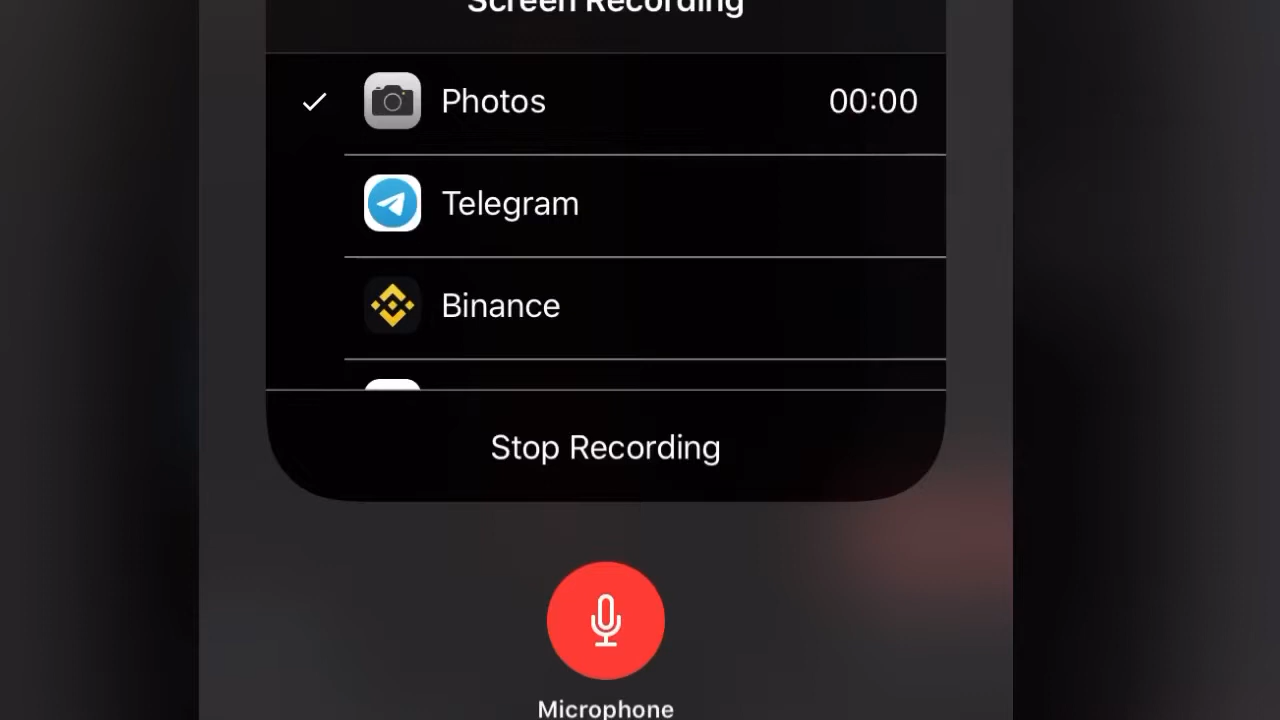 Screen Recording
Photos 00:00
Telegram
Binance
Stop Recording
Microphone